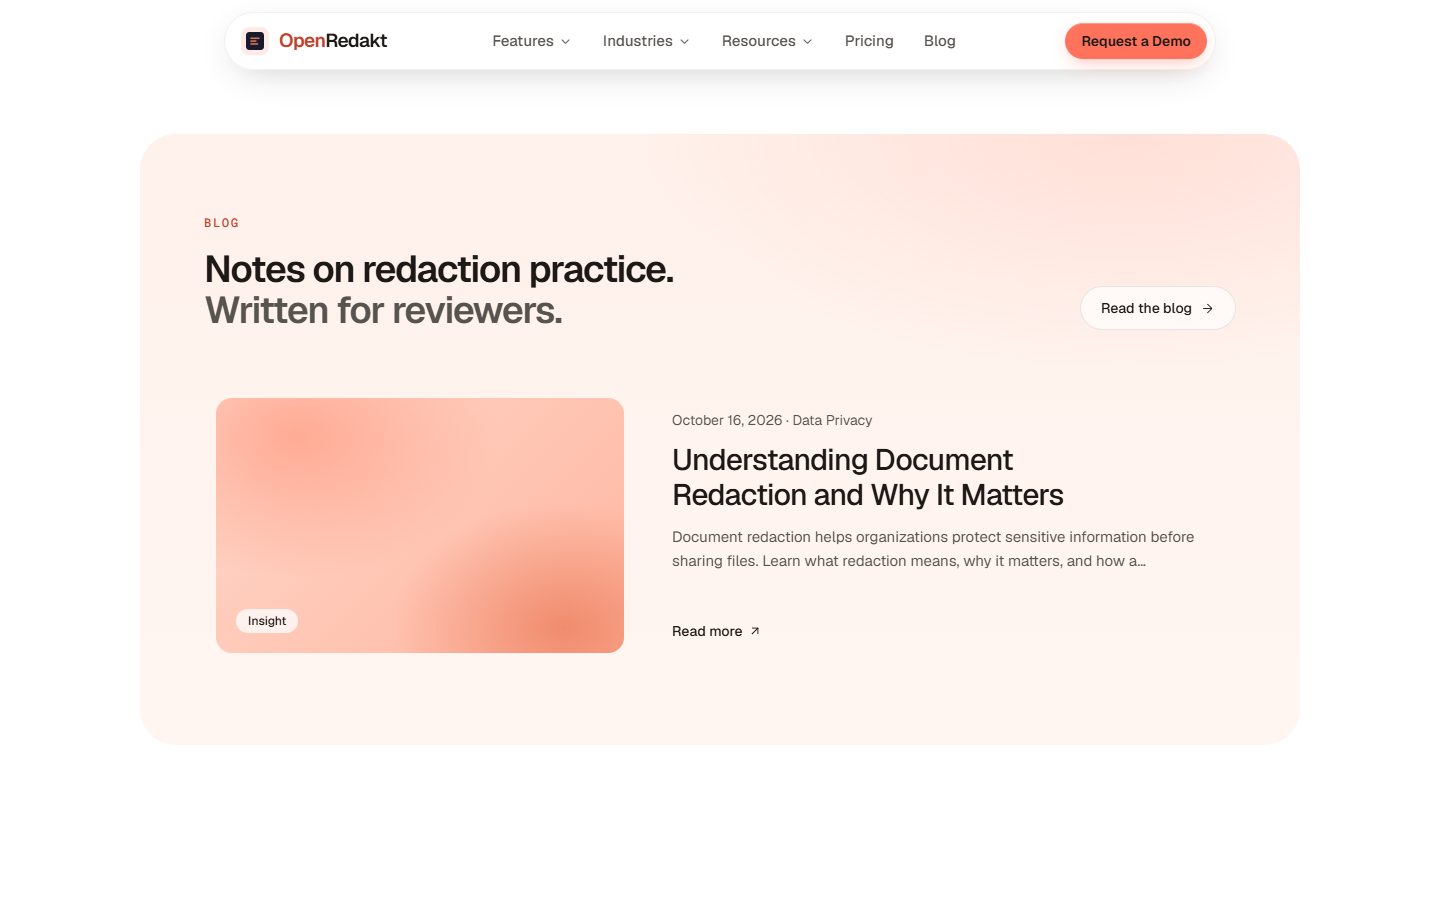 OpenRedakt
Features
Industries
Resources
Pricing
Blog
Request a Demo
BLOG
Notes on redaction practice.
Written for reviewers.
Read the blog
Insight
October 16, 2026 · Data Privacy
Understanding Document
Redaction and Why It Matters
Document redaction helps organizations protect sensitive information before
sharing files. Learn what redaction means, why it matters, and how a...
Read more